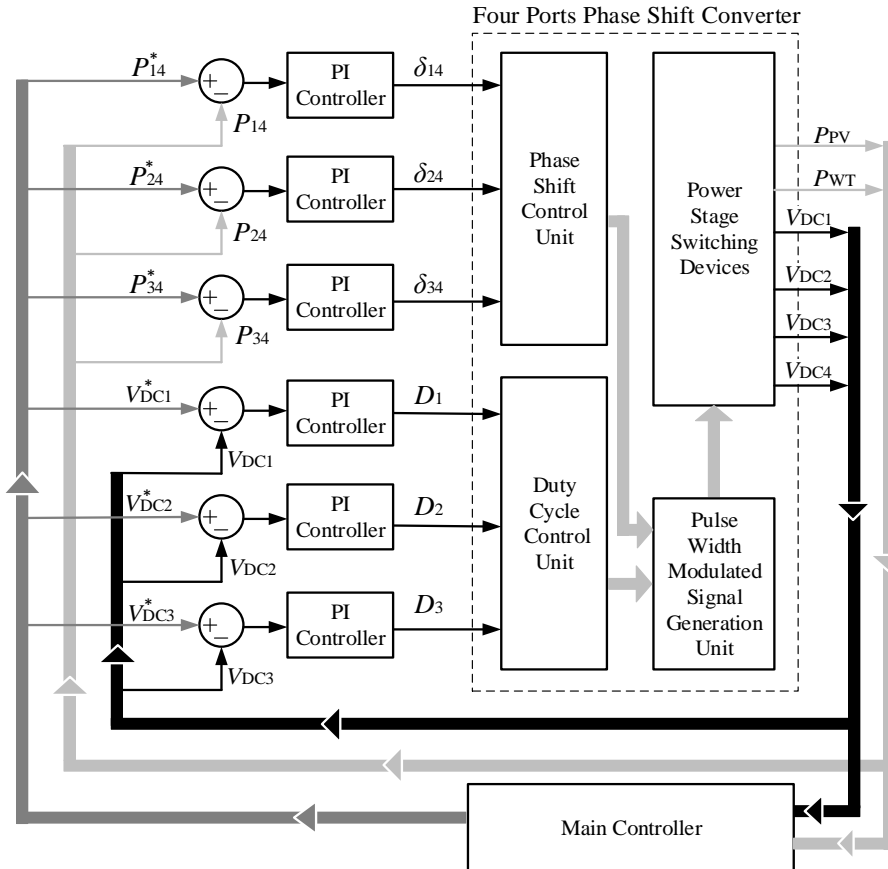 Four Ports Phase Shift Converter
P*14
+
−
PI
Controller
δ14
P14
P*24
+
−
PI
Controller
δ24
P24
P*34
+
−
PI
Controller
δ34
P34
V*DC1
+
−
PI
Controller
D1
VDC1
V*DC2
+
−
PI
Controller
D2
VDC2
V*DC3
+
−
PI
Controller
D3
VDC3
Phase
Shift
Control
Unit
Duty
Cycle
Control
Unit
Power
Stage
Switching
Devices
Pulse
Width
Modulated
Signal
Generation
Unit
PPV
PWT
VDC1
VDC2
VDC3
VDC4
Main Controller